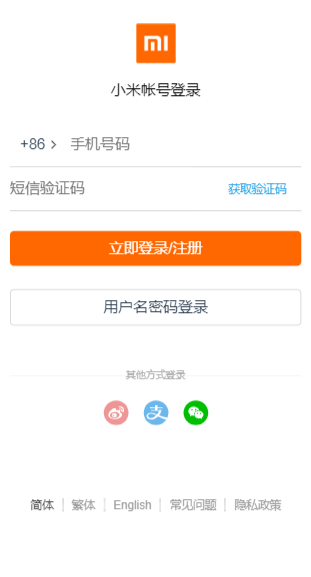 mi
小米帐号登录
+86 > 手机号码
短信验证码 获取验证码
立即登录/注册
用户名密码登录
其他方式登录
支
简体 | 繁体 | English | 常见问题 | 隐私政策